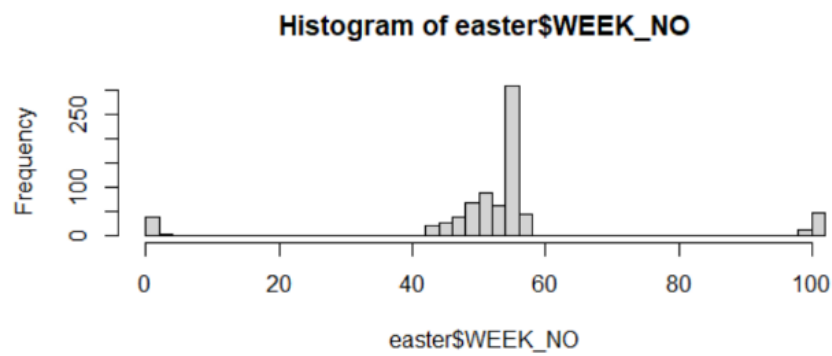 Histogram of easter$WEEK_NO
Frequency
250
100
0
0 20 40 60 80 100
easter$WEEK_NO